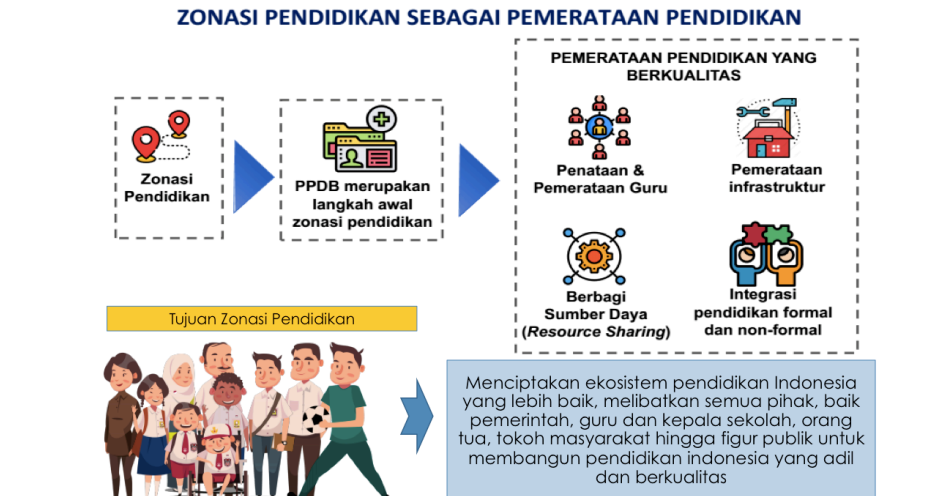 ZONASI PENDIDIKAN SEBAGAI PEMERATAAN PENDIDIKAN
Zonasi
Pendidikan
PPDB merupakan
langkah awal
zonasi pendidikan
PEMERATAAN PENDIDIKAN YANG
BERKUALITAS
Penataan &
Pemerataan Guru
Pemerataan
infrastruktur
Berbagi
Sumber Daya
(Resource Sharing)
Integrasi
pendidikan formal
dan non-formal
Tujuan Zonasi Pendidikan
Menciptakan ekosistem pendidikan Indonesia
yang lebih baik, melibatkan semua pihak, baik
pemerintah, guru dan kepala sekolah, orang
tua, tokoh masyarakat hingga figur publik untuk
membangun pendidikan indonesia yang adil
dan berkualitas